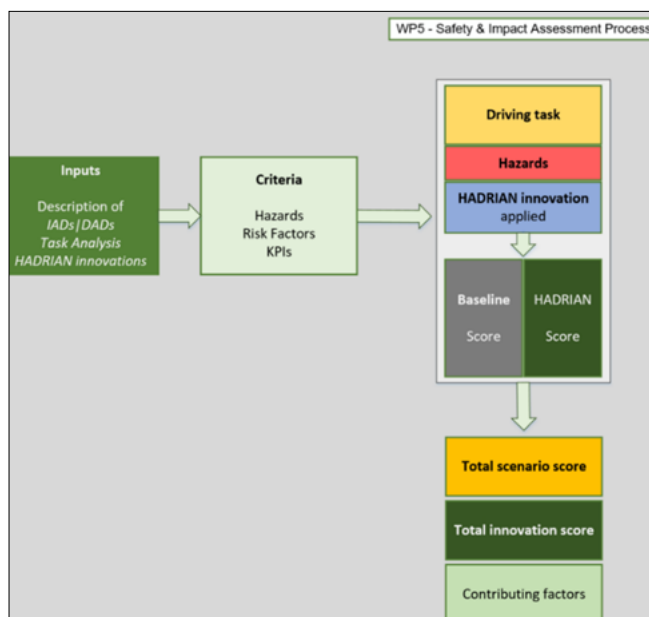 WP5 - Safety & Impact Assessment Process
Inputs
Description of
IADs|DADs
Task Analysis
HADRIAN innovations
Criteria
Hazards
Risk Factors
KPIs
Driving task
Hazards
HADRIAN innovation
applied
Baseline
Score
HADRIAN
Score
Total scenario score
Total innovation score
Contributing factors